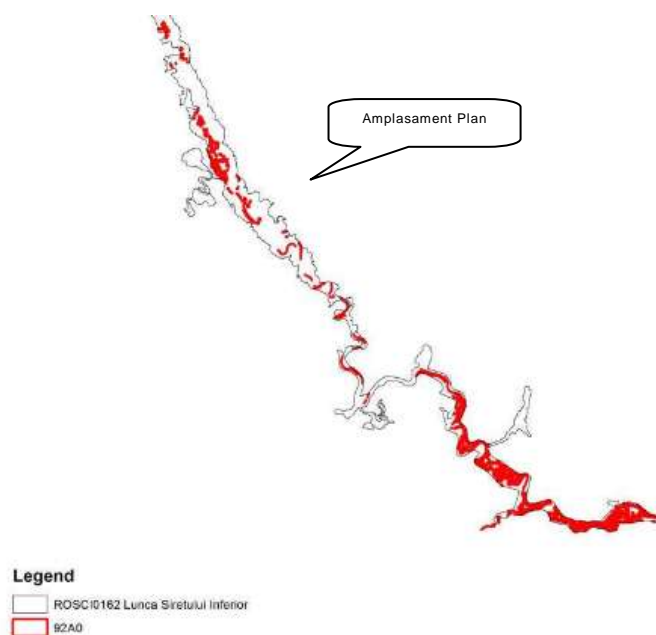 Amplasament Plan
Legend
ROSCI0162 Lunca Siretului Inferior
92A0